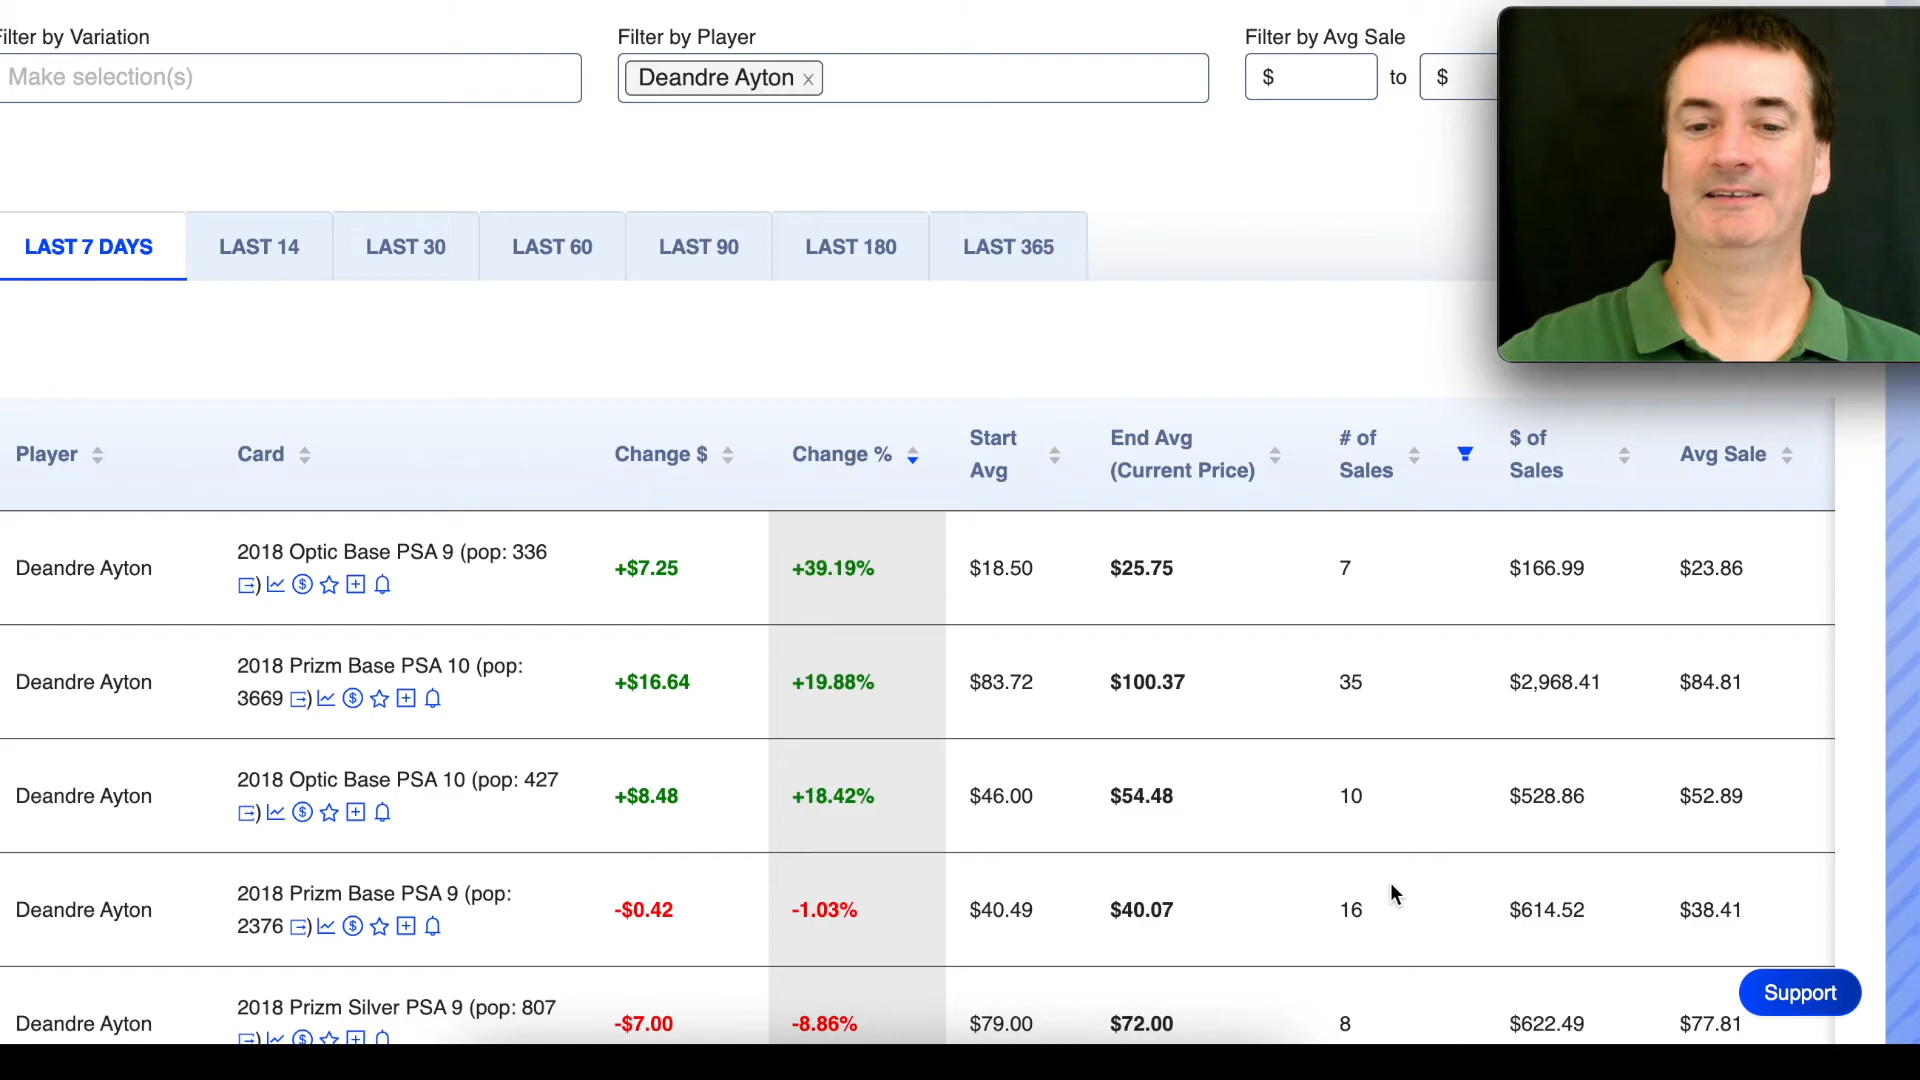 Filter by Variation
Filter by Player
Filter by Avg Sale
Make selection(s)
Deandre Ayton ×
$ to $
LAST 7 DAYS
LAST 14
LAST 30
LAST 60
LAST 90
LAST 180
LAST 365
Player
Card
Change $
Change %
Start
Avg
End Avg
(Current Price)
# of
Sales
$ of
Sales
Avg Sale
Deandre Ayton
2018 Optic Base PSA 9 (pop: 336
)
+$7.25
+39.19%
$18.50
$25.75
7
$166.99
$23.86
Deandre Ayton
2018 Prizm Base PSA 10 (pop:
3669 )
+$16.64
+19.88%
$83.72
$100.37
35
$2,968.41
$84.81
Deandre Ayton
2018 Optic Base PSA 10 (pop: 427
)
+$8.48
+18.42%
$46.00
$54.48
10
$528.86
$52.89
Deandre Ayton
2018 Prizm Base PSA 9 (pop:
2376 )
-$0.42
-1.03%
$40.49
$40.07
16
$614.52
$38.41
Deandre Ayton
2018 Prizm Silver PSA 9 (pop: 807
)
-$7.00
-8.86%
$79.00
$72.00
8
$622.49
$77.81
Support